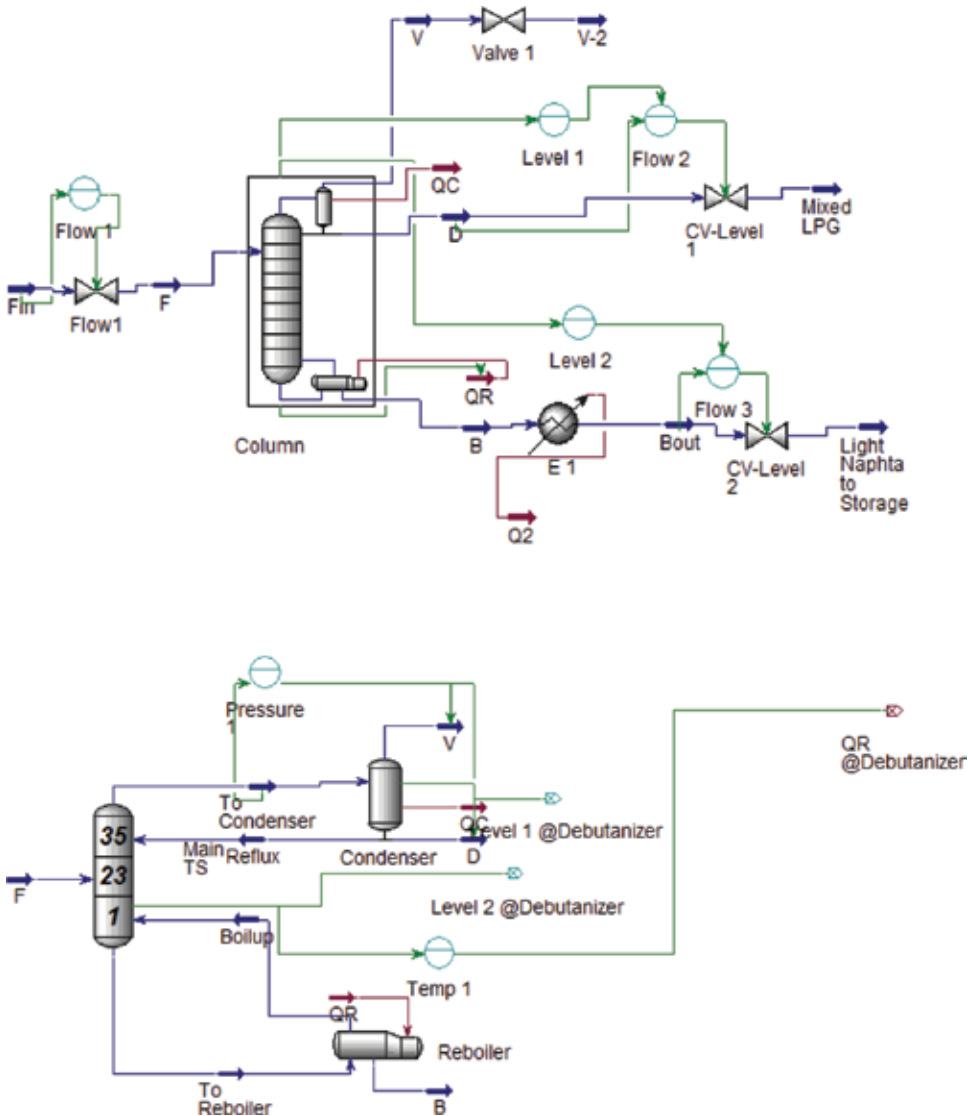 V
Valve 1
V-2
Level 1
Flow 2
QC
Flow 1
D
CV-Level
1
Mixed
LPG
Fin
Flow1
F
Level 2
QR
Flow 3
Column
B
E 1
Bout
CV-Level
2
Light
Naphta
to
Storage
Q2
Pressure
1
V
QR
@Debutanizer
To
Condenser
QC
Level 1 @Debutanizer
35
Main
TS
Reflux
Condenser
D
23
F
1
Level 2 @Debutanizer
Boilup
Temp 1
QR
Reboiler
To
Reboiler
B